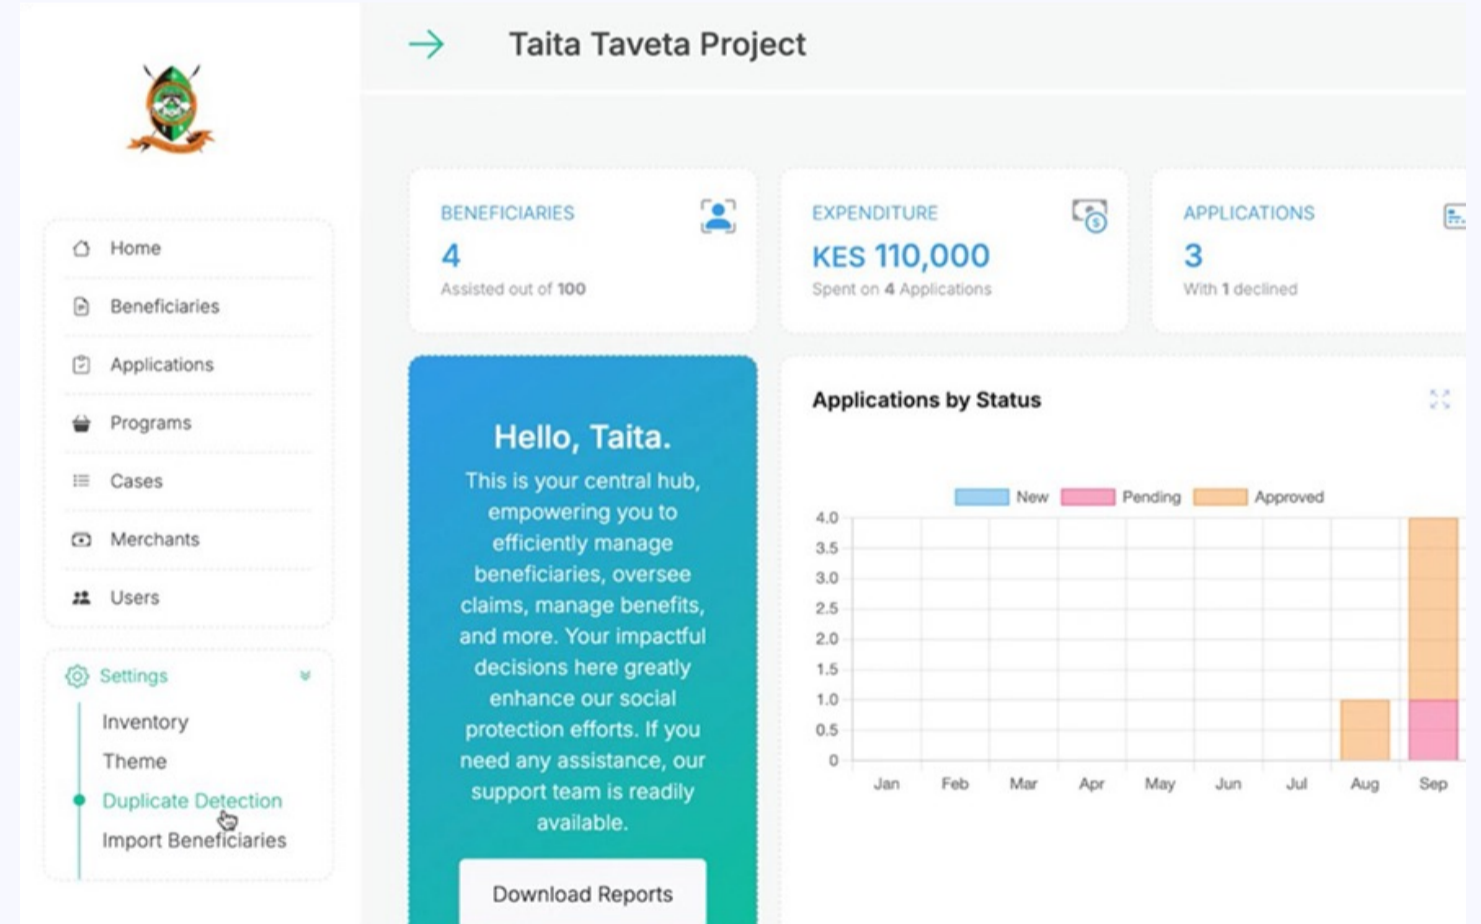 Taita Taveta Project
Home
Beneficiaries
Applications
Programs
Cases
Merchants
Users
Settings
Inventory
Theme
Duplicate Detection
Import Beneficiaries
BENEFICIARIES
4
Assisted out of 100
EXPENDITURE
KES 110,000
Spent on 4 Applications
APPLICATIONS
3
With 1 declined
Hello, Taita.
This is your central hub,
empowering you to
efficiently manage
beneficiaries, oversee
claims, manage benefits,
and more. Your impactful
decisions here greatly
enhance our social
protection efforts. If you
need any assistance, our
support team is readily
available.
Download Reports
Applications by Status
New Pending Approved
4.0
3.5
3.0
2.5
2.0
1.5
1.0
0.5
0
Jan Feb Mar Apr May Jun Jul Aug Sep